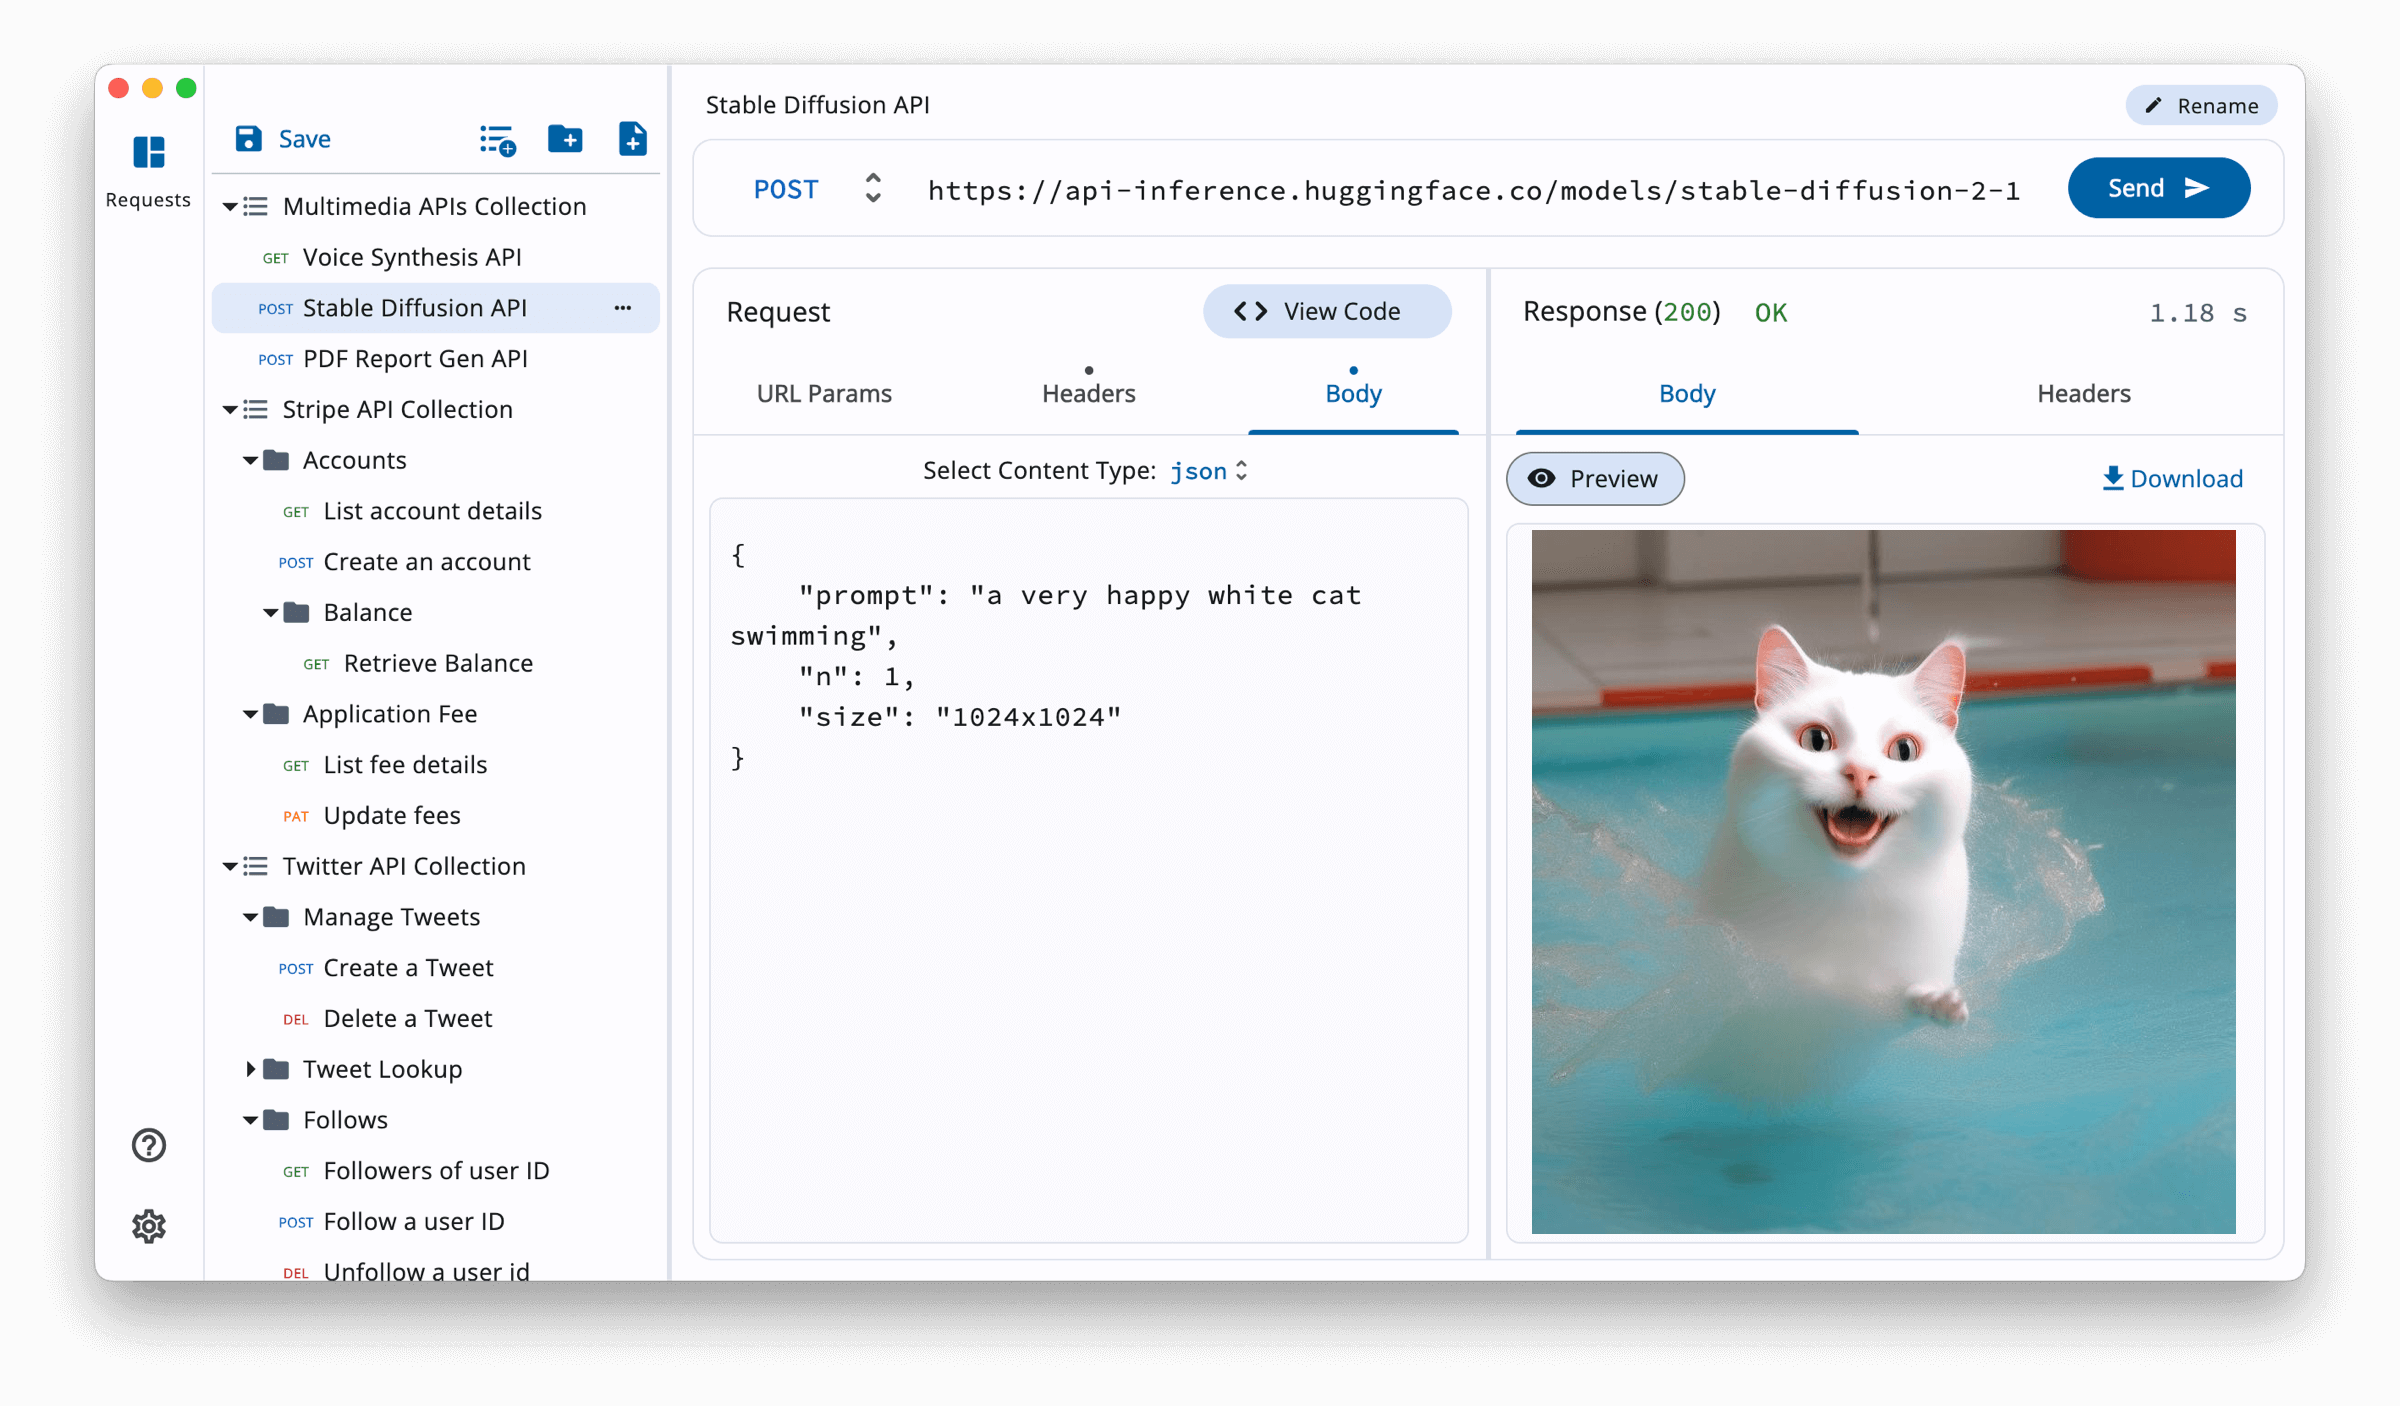 Requests
Save
Multimedia APIs Collection
GET Voice Synthesis API
POST Stable Diffusion API
POST PDF Report Gen API
Stripe API Collection
Accounts
GET List account details
POST Create an account
Balance
GET Retrieve Balance
Application Fee
GET List fee details
PAT Update fees
Twitter API Collection
Manage Tweets
POST Create a Tweet
DEL Delete a Tweet
Tweet Lookup
Follows
GET Followers of user ID
POST Follow a user ID
DEL Unfollow a user id
Stable Diffusion API
Rename
POST https://api-inference.huggingface.co/models/stable-diffusion-2-1 Send
Request
View Code
URL Params Headers Body
Select Content Type: json
{
"prompt": "a very happy white cat
swimming",
"n": 1,
"size": "1024x1024"
}
Response (200) OK 1.18 s
Body Headers
Preview
Download